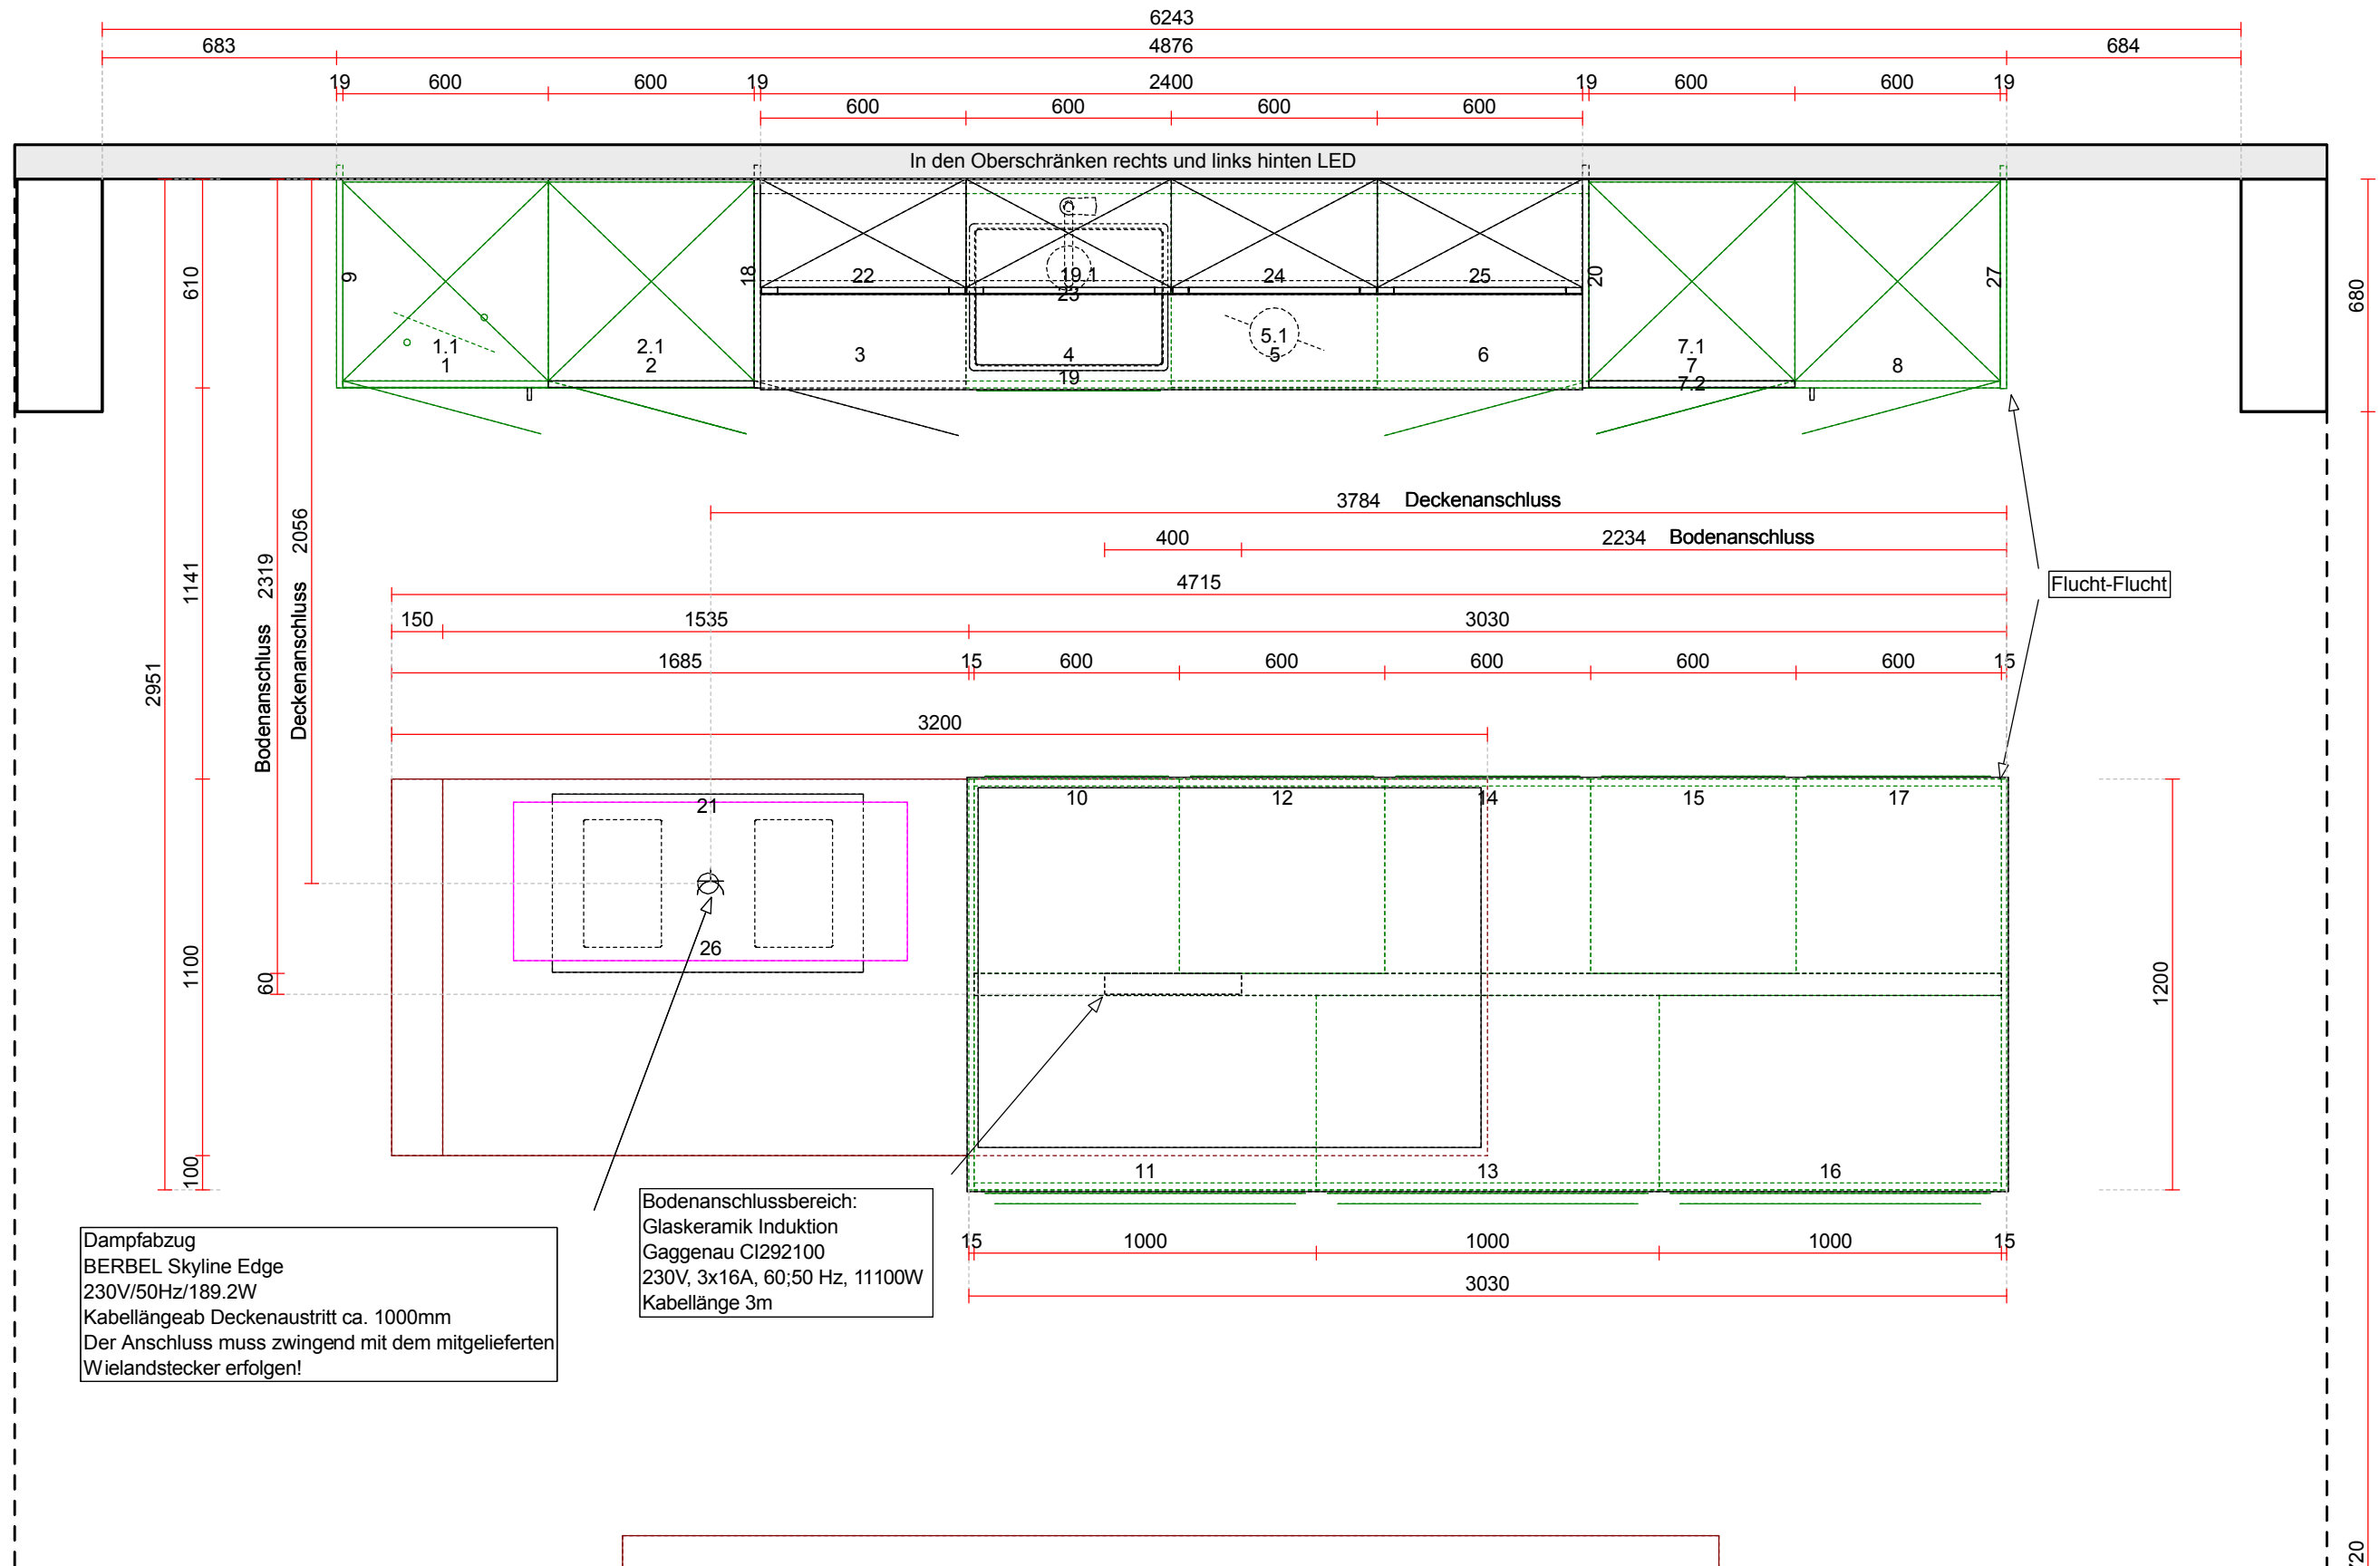 6243
683 4876 684
19 600 600 19 2400 19 600 600 19
600 600 600 600
In den Oberschränken rechts und links hinten LED
9 18 22 19.1 24 25 20 27
23
610 680
1.1 2.1 3 4 5.1 6 7.1
1 2 19 5 7 8
7.2
3784 Deckenanschluss
400 2234 Bodenanschluss
4715
Flucht-Flucht
150 1535 3030
1685 15 600 600 600 600 600 15
3200
2951
1141
Bodenanschluss 2319
Deckenanschluss 2056
21 10 12 14 15 17
26
1100
60
1200
100
11 13 16
15 1000 1000 1000 15
3030
Bodenanschlussbereich:
Glaskeramik Induktion
Gaggenau CI292100
230V, 3x16A, 60;50 Hz, 11100W
Kabellänge 3m
Dampfabzug
BERBEL Skyline Edge
230V/50Hz/189.2W
Kabellängeab Deckenaustritt ca. 1000mm
Der Anschluss muss zwingend mit dem mitgelieferten
Wielandstecker erfolgen!